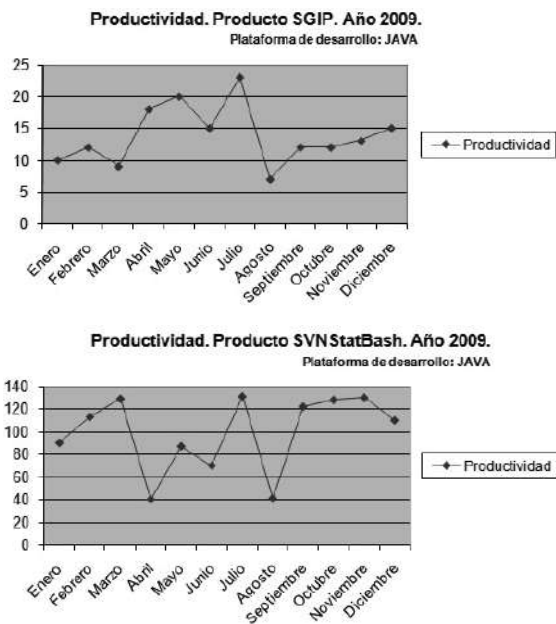 Productividad. Producto SGIP. Año 2009.
Plataforma de desarrollo: JAVA
25
20
15
10
5
0
Enero
Febrero
Marzo
Abril
Mayo
Junio
Julio
Agosto
Septiembre
Octubre
Noviembre
Diciembre
Productividad
Productividad. Producto SVNStatBash. Año 2009.
Plataforma de desarrollo: JAVA
140
120
100
80
60
40
20
0
Enero
Febrero
Marzo
Abril
Mayo
Junio
Julio
Agosto
Septiembre
Octubre
Noviembre
Diciembre
Productividad